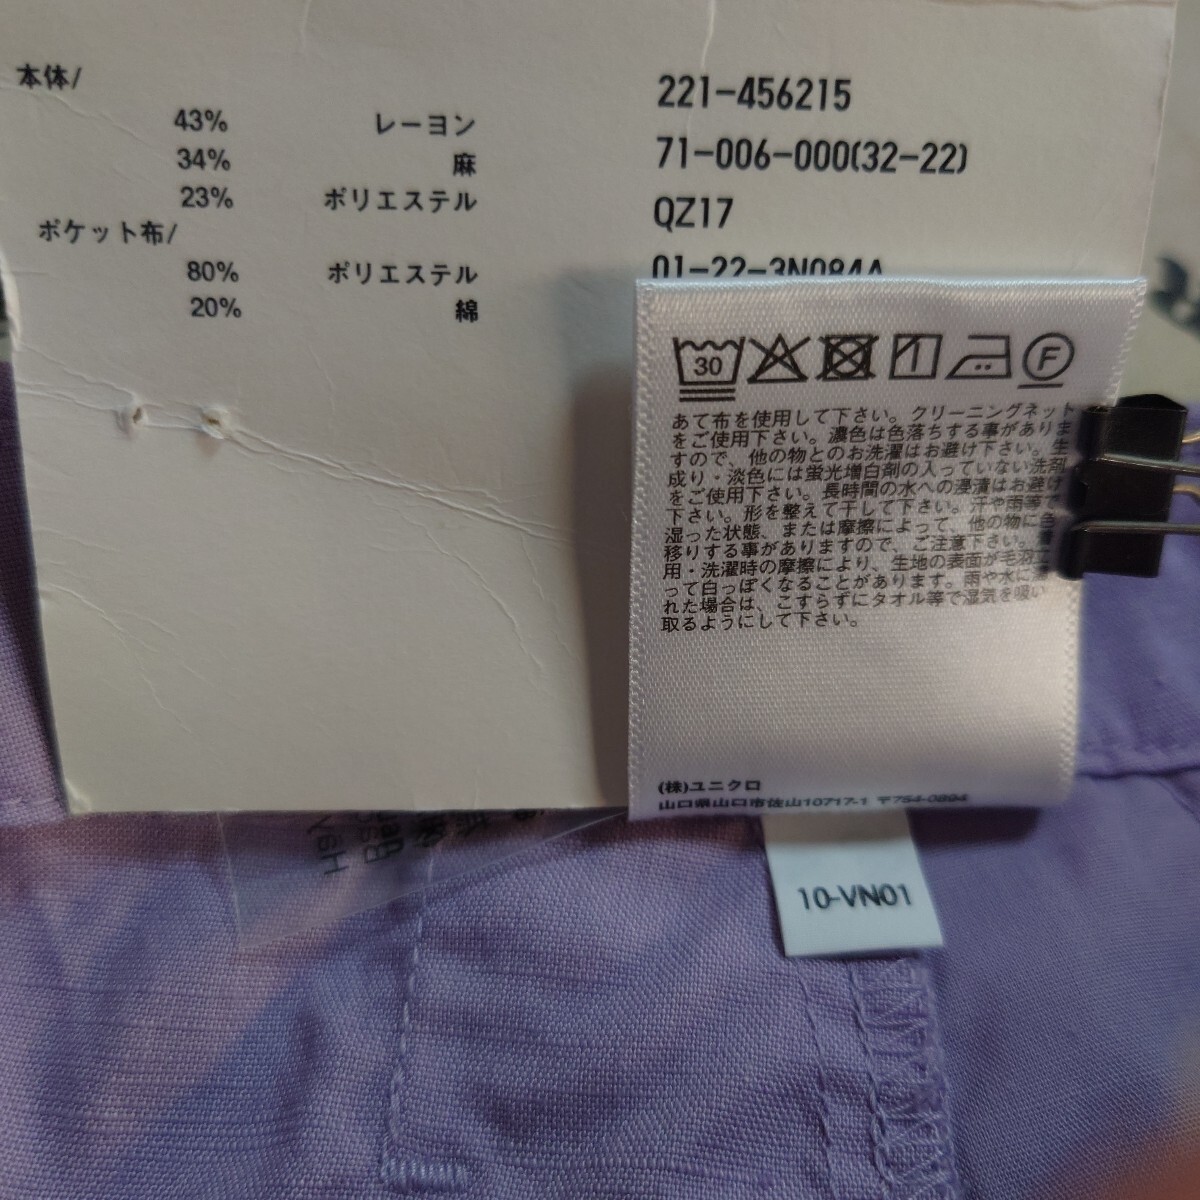 本体/
43% レーヨン
34% 麻
23% ポリエステル
ポケット布/
80% ポリエステル
20% 綿
221-456215
71-006-000(32-22)
QZ17
01-22-3N084A
30
F
あて布を使用して下さい。クリーニングネット
をご使用下さい。濃色は色落ちする事がありま
すので、他の物とのお洗濯はお避け下さい。生
成り・淡色には蛍光増白剤の入っていない洗剤
をご使用下さい。長時間の水への浸漬はお避け
下さい。形を整えて干して下さい。汗や雨等で
湿った状態、または摩擦によって、他の物に色
移りする事がありますので、ご注意下さい。
用・洗濯時の摩擦により、生地の表面が毛羽
って白っぽくなることがあります。雨や水に
れた場合は、こすらずにタオル等で湿気を吸い
取るようにして下さい。
(株)ユニクロ
山口県山口市佐山10717-1 〒754-0894
10-VN01